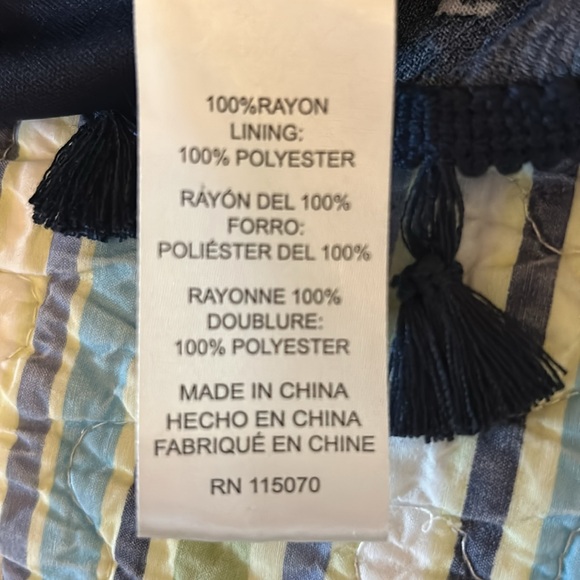 100%RAYON
LINING:
100% POLYESTER
RÁYÓN DEL 100%
FORRO:
POLIÉSTER DEL 100%
RAYONNE 100%
DOUBLURE:
100% POLYESTER
MADE IN CHINA
HECHO EN CHINA
FABRIQUÉ EN CHINE
RN 115070